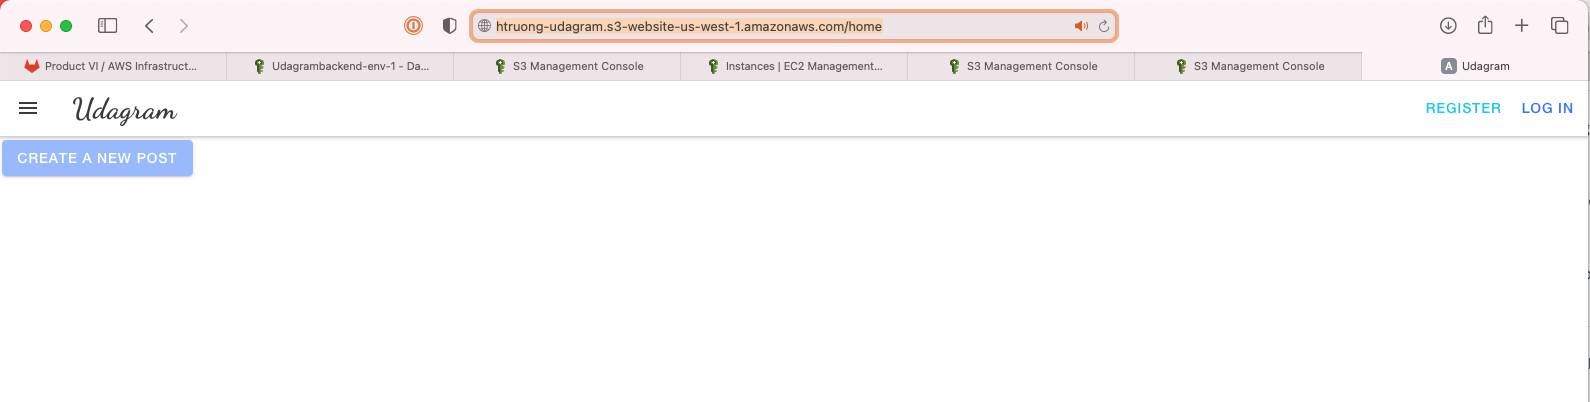 htruong-udagram.s3-website-us-west-1.amazonaws.com/home
Product VI / AWS Infrastruct... Udagrambackend-env-1 - Da... S3 Management Console Instances | EC2 Management... S3 Management Console S3 Management Console A Udagram
Udagram REGISTER LOG IN
CREATE A NEW POST